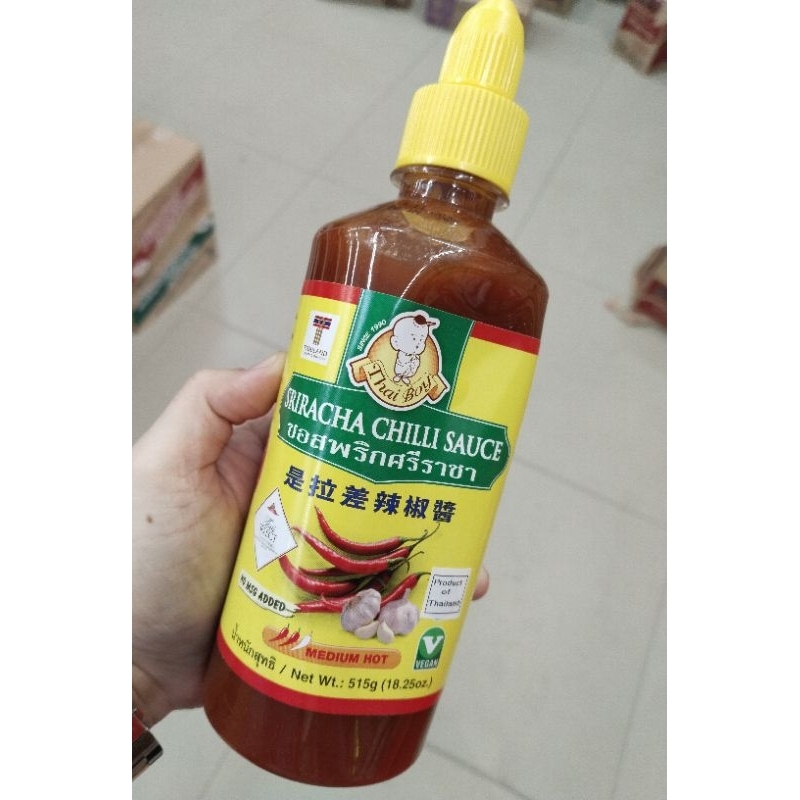 SINCE 1990
THAILAND
Thai Boy
SRIRACHA CHILLI SAUCE
ซอสพริกศรีราชา
是拉差辣椒醬
NO MSG ADDED
Product
of
Thailand
MEDIUM HOT
V
VEGAN
น้ำหนักสุทธิ / Net Wt.: 515g (18.25oz.)